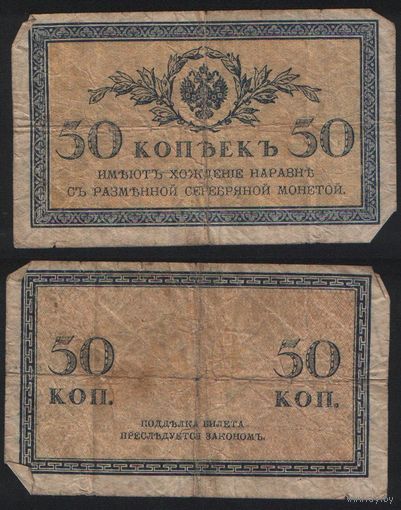 50 КОПѢЕКЪ 50
ИМѢЮТЪ ХОЖДЕНІЕ НАРАВНѢ
СЪ РАЗМѢННОЙ СЕРЕБРЯНОЙ МОНЕТОЙ.
50 50
КОП. КОП.
ПОДДѢЛКА БИЛЕТА
ПРЕСЛѢДУЕТСЯ ЗАКОНОМЪ.